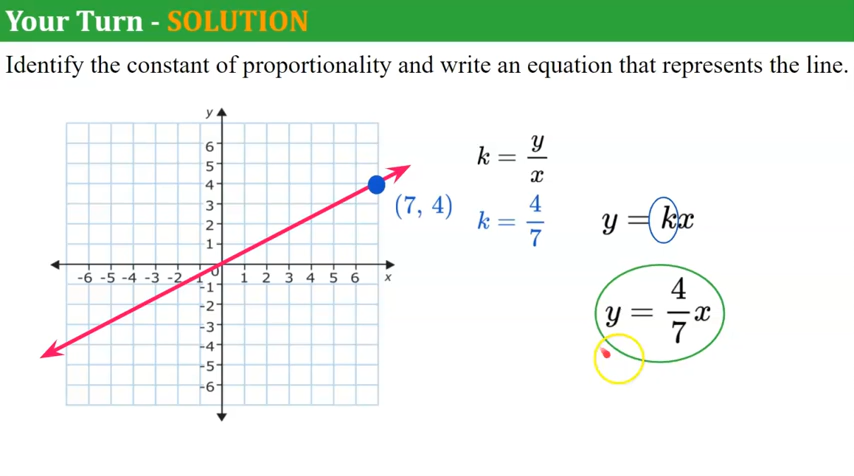 Your Turn - SOLUTION
Identify the constant of proportionality and write an equation that represents the line.
y
6
5
4
3
2
1
-6 -5 -4 -3 -2 1 0 1 2 3 4 5 6 x
-1
-2
-3
-4
-5
-6
(7, 4)
k = y/x
k = 4/7
y = kx
y = 4/7 x